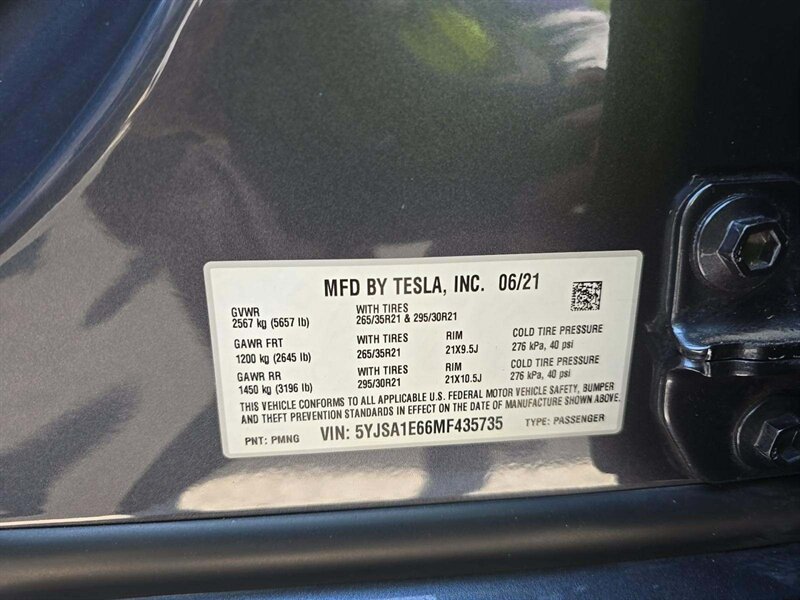 MFD BY TESLA, INC. 06/21
GVWR WITH TIRES
2567 kg (5657 lb) 265/35R21 & 295/30R21
GAWR FRT WITH TIRES RIM COLD TIRE PRESSURE
1200 kg (2645 lb) 265/35R21 21X9.5J 276 kPa, 40 psi
GAWR RR WITH TIRES RIM COLD TIRE PRESSURE
1450 kg (3196 lb) 295/30R21 21X10.5J 276 kPa, 40 psi
THIS VEHICLE CONFORMS TO ALL APPLICABLE U.S. FEDERAL MOTOR VEHICLE SAFETY, BUMPER
AND THEFT PREVENTION STANDARDS IN EFFECT ON THE DATE OF MANUFACTURE SHOWN ABOVE.
PNT: PMNG VIN: 5YJSA1E66MF435735 TYPE: PASSENGER